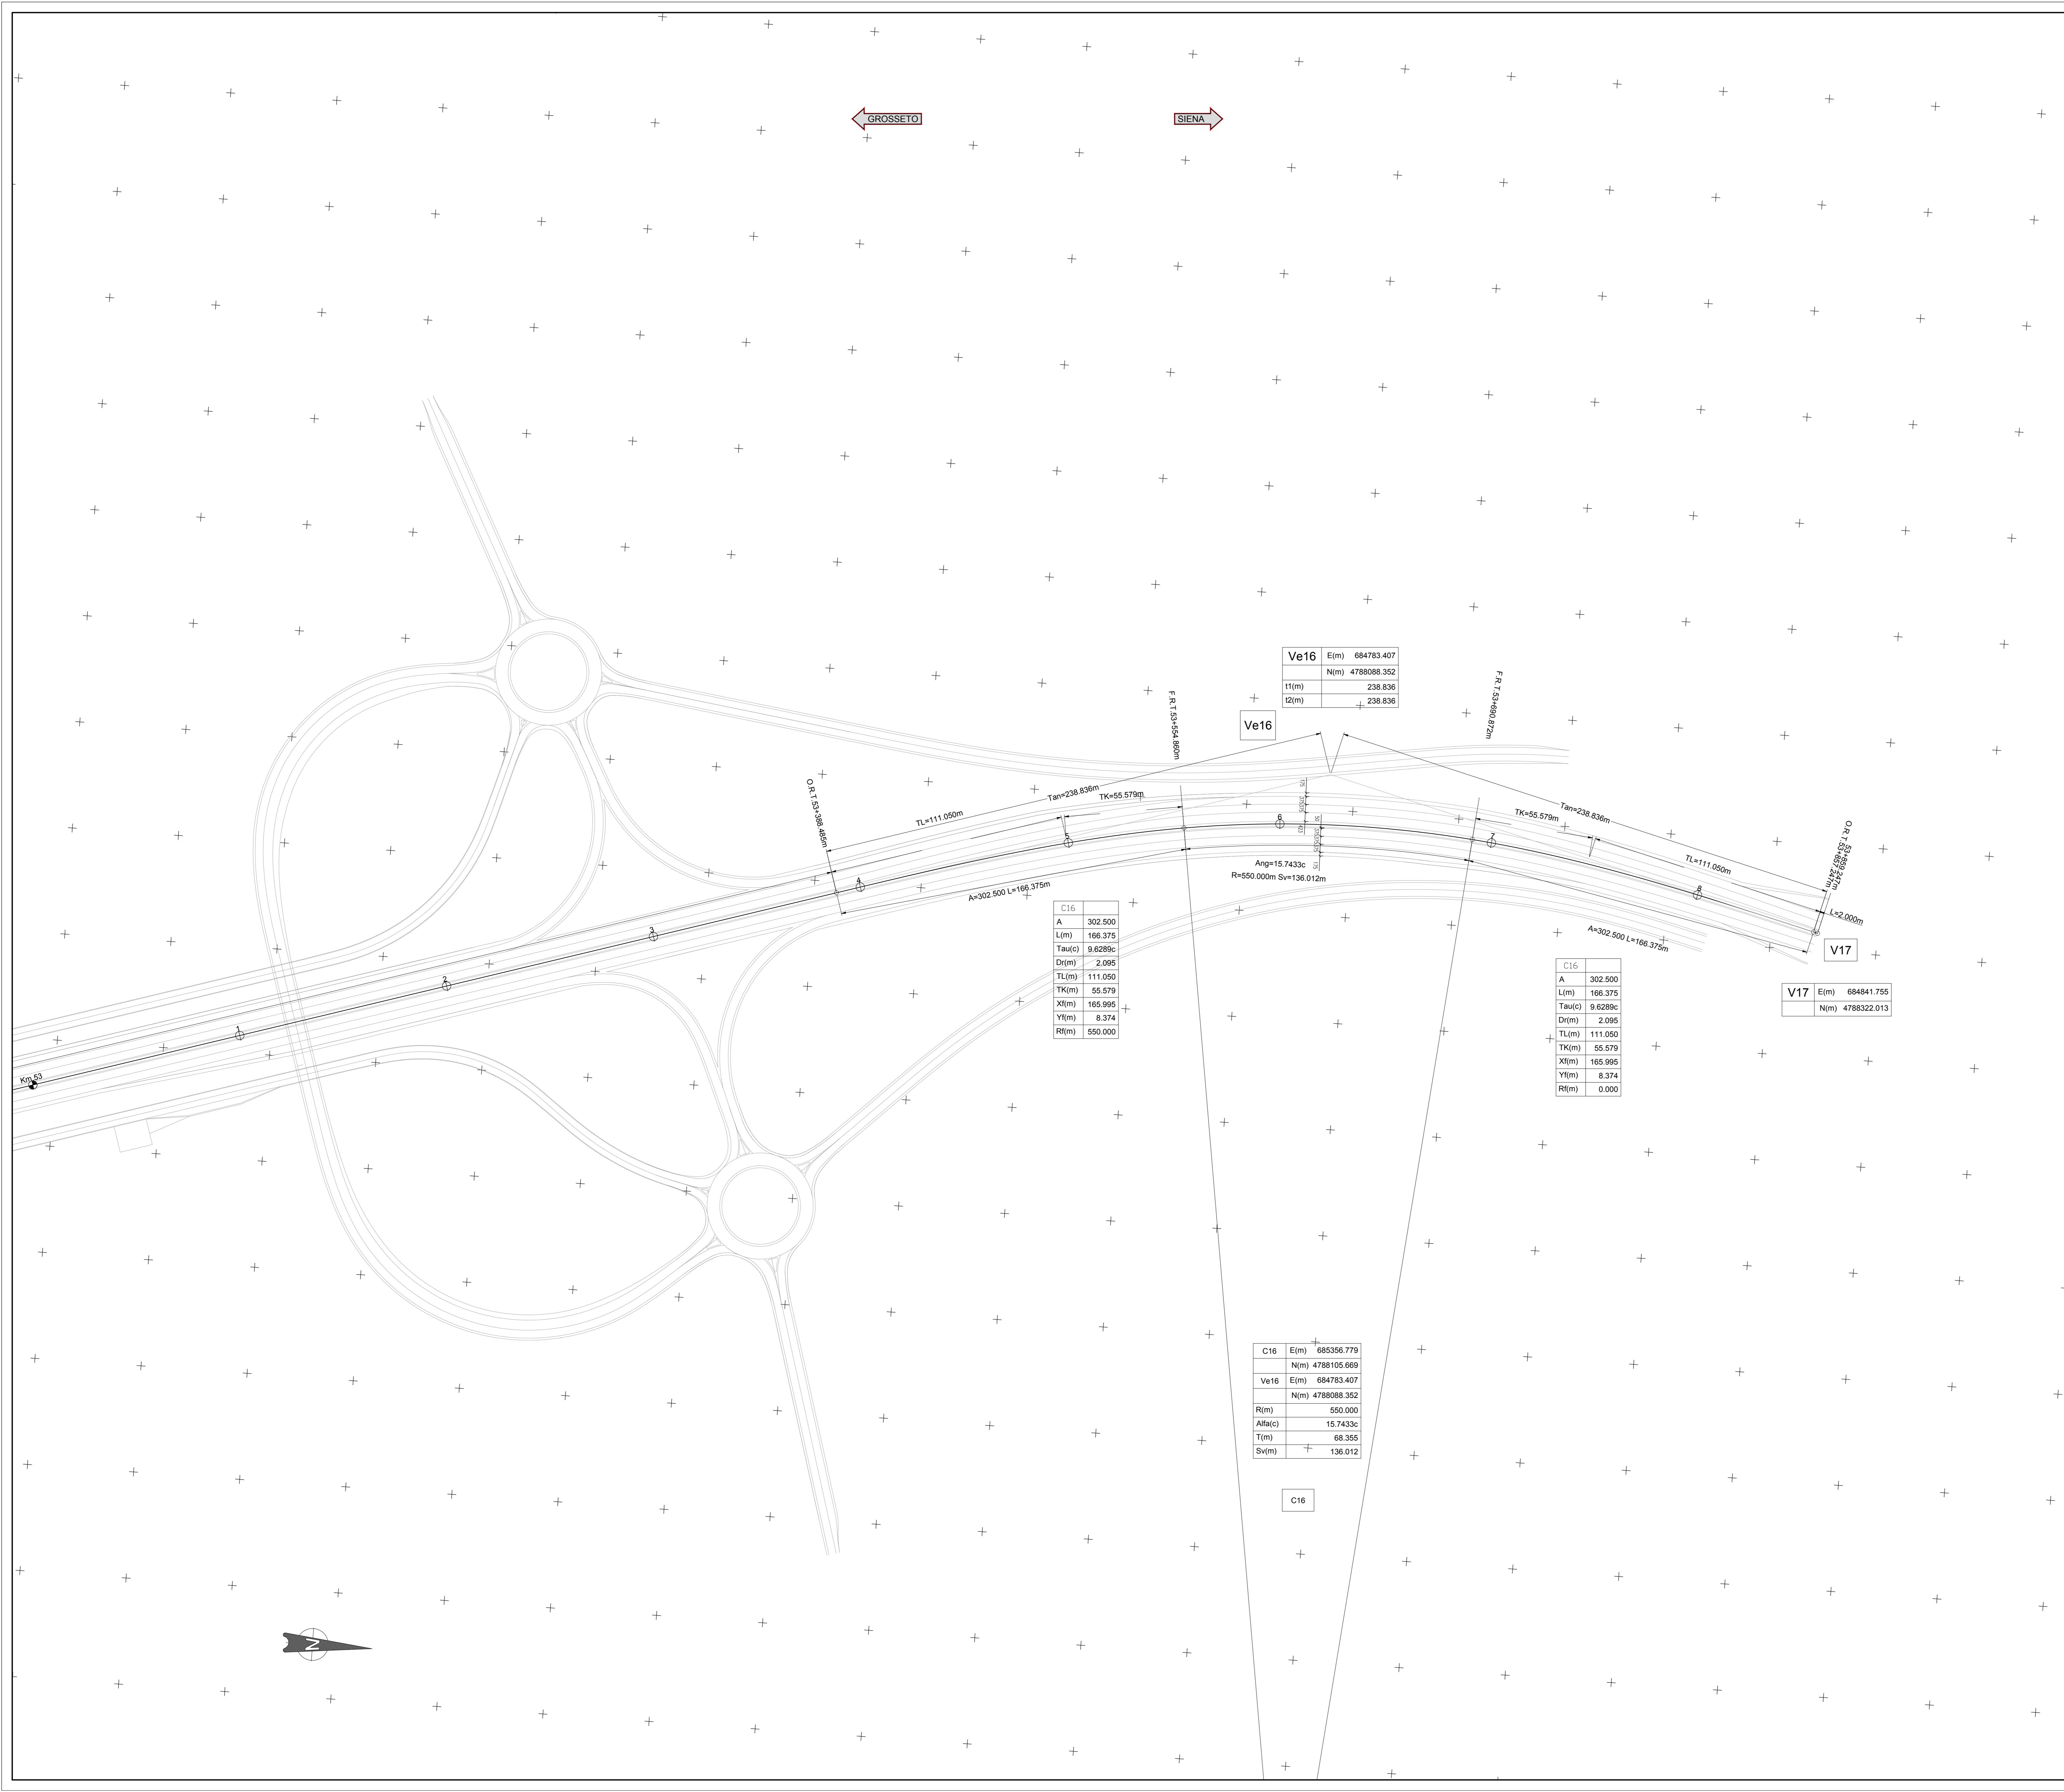 GROSSETO
SIENA
Ve16 E(m) 684783.407
N(m) 4788088.352
t1(m) 238.836
t2(m) 238.836
Ve16
F.R.T.53+554.860m
F.R.T.53+690.872m
O.R.T.53+388.485m
Tan=238.836m
TK=55.579m
TL=111.050m
Tan=238.836m
TK=55.579m
TL=111.050m
53+859.247m
O.R.T.53+857.247m
L=2.000m
Km 53
1
2
3
4
5
6
7
8
Ang=15.7433c
R=550.000m Sv=136.012m
A=302.500 L=166.375m
A=302.500 L=166.375m
V17
V17 E(m) 684841.755
N(m) 4788322.013
C16
A 302.500
L(m) 166.375
Tau(c) 9.6289c
Dr(m) 2.095
TL(m) 111.050
TK(m) 55.579
Xf(m) 165.995
Yf(m) 8.374
Rf(m) 550.000
C16
A 302.500
L(m) 166.375
Tau(c) 9.6289c
Dr(m) 2.095
TL(m) 111.050
TK(m) 55.579
Xf(m) 165.995
Yf(m) 8.374
Rf(m) 0.000
C16 E(m) 685356.779
N(m) 4788105.669
Ve16 E(m) 684783.407
N(m) 4788088.352
R(m) 550.000
Alfa(c) 15.7433c
T(m) 68.355
Sv(m) 136.012
C16
N